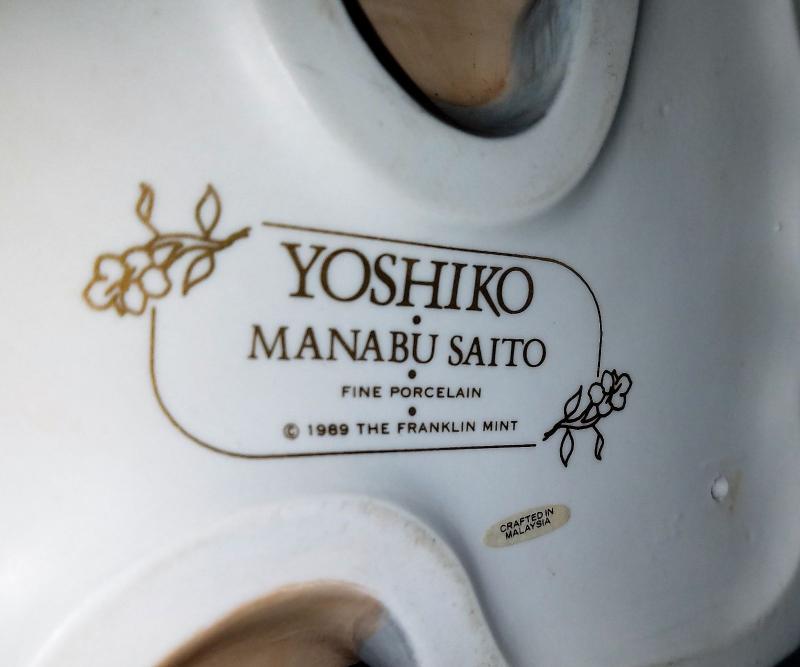 YOSHIKO
•
MANABU SAITO
•
FINE PORCELAIN
•
© 1989 THE FRANKLIN MINT
CRAFTED IN
MALAYSIA